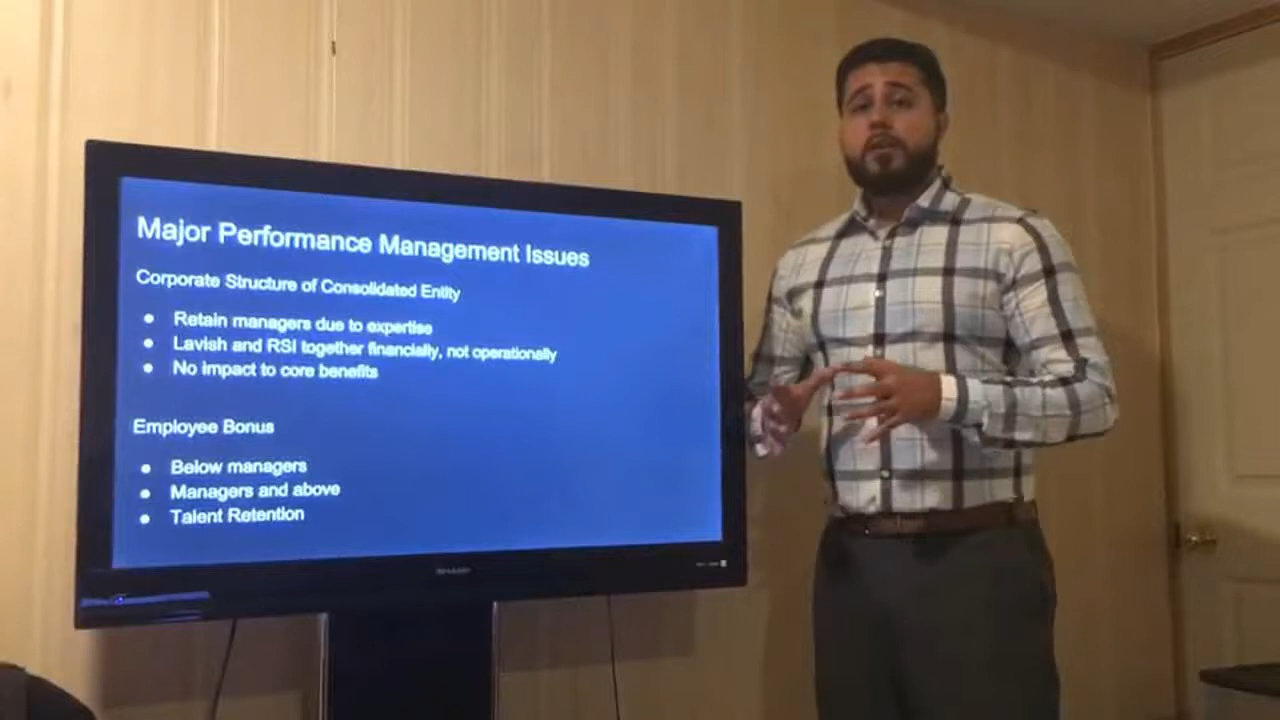 Major Performance Management Issues
Corporate Structure of Consolidated Entity
● Retain managers due to expertise
● Lavish and RSI together financially, not operationally
● No impact to core benefits
Employee Bonus
● Below managers
● Managers and above
● Talent Retention
SHARP